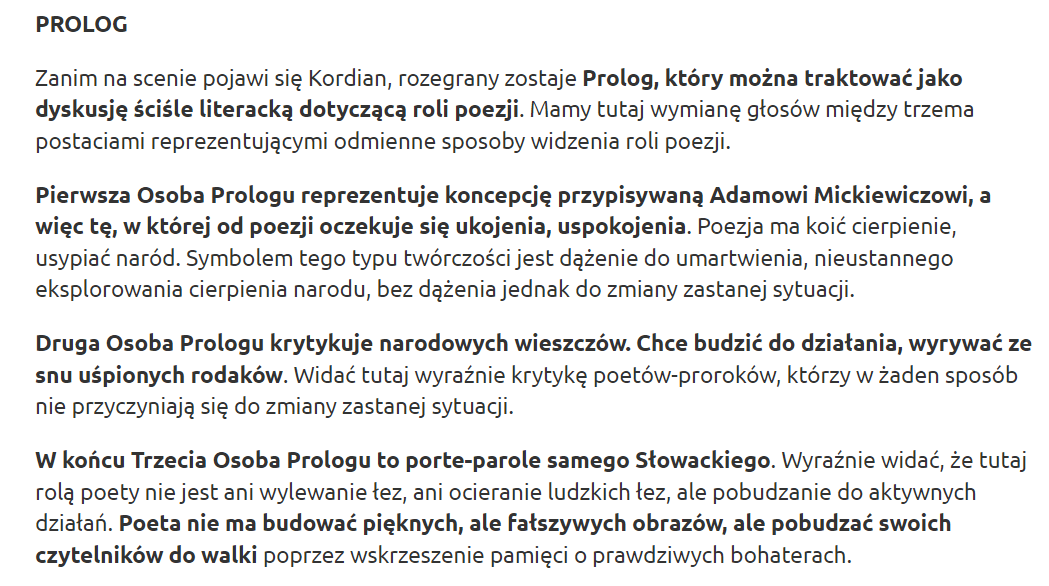 PROLOG
Zanim na scenie pojawi się Kordian, rozegrany zostaje Prolog, który można traktować jako
dyskusję ściśle literacką dotyczącą roli poezji. Mamy tutaj wymianę głosów między trzema
postaciami reprezentującymi odmienne sposoby widzenia roli poezji.
Pierwsza Osoba Prologu reprezentuje koncepcję przypisywaną Adamowi Mickiewiczowi, a
więc tę, w której od poezji oczekuje się ukojenia, uspokojenia. Poezja ma koić cierpienie,
usypiać naród. Symbolem tego typu twórczości jest dążenie do umartwienia, nieustannego
eksplorowania cierpienia narodu, bez dążenia jednak do zmiany zastanej sytuacji.
Druga Osoba Prologu krytykuje narodowych wieszczów. Chce budzić do działania, wyrywać ze
snu uśpionych rodaków. Widać tutaj wyraźnie krytykę poetów-proroków, którzy w żaden sposób
nie przyczyniają się do zmiany zastanej sytuacji.
W końcu Trzecia Osoba Prologu to porte-parole samego Słowackiego. Wyraźnie widać, że tutaj
rolą poety nie jest ani wylewanie łez, ani ocieranie ludzkich łez, ale pobudzanie do aktywnych
działań. Poeta nie ma budować pięknych, ale fałszywych obrazów, ale pobudzać swoich
czytelników do walki poprzez wskrzeszenie pamięci o prawdziwych bohaterach.